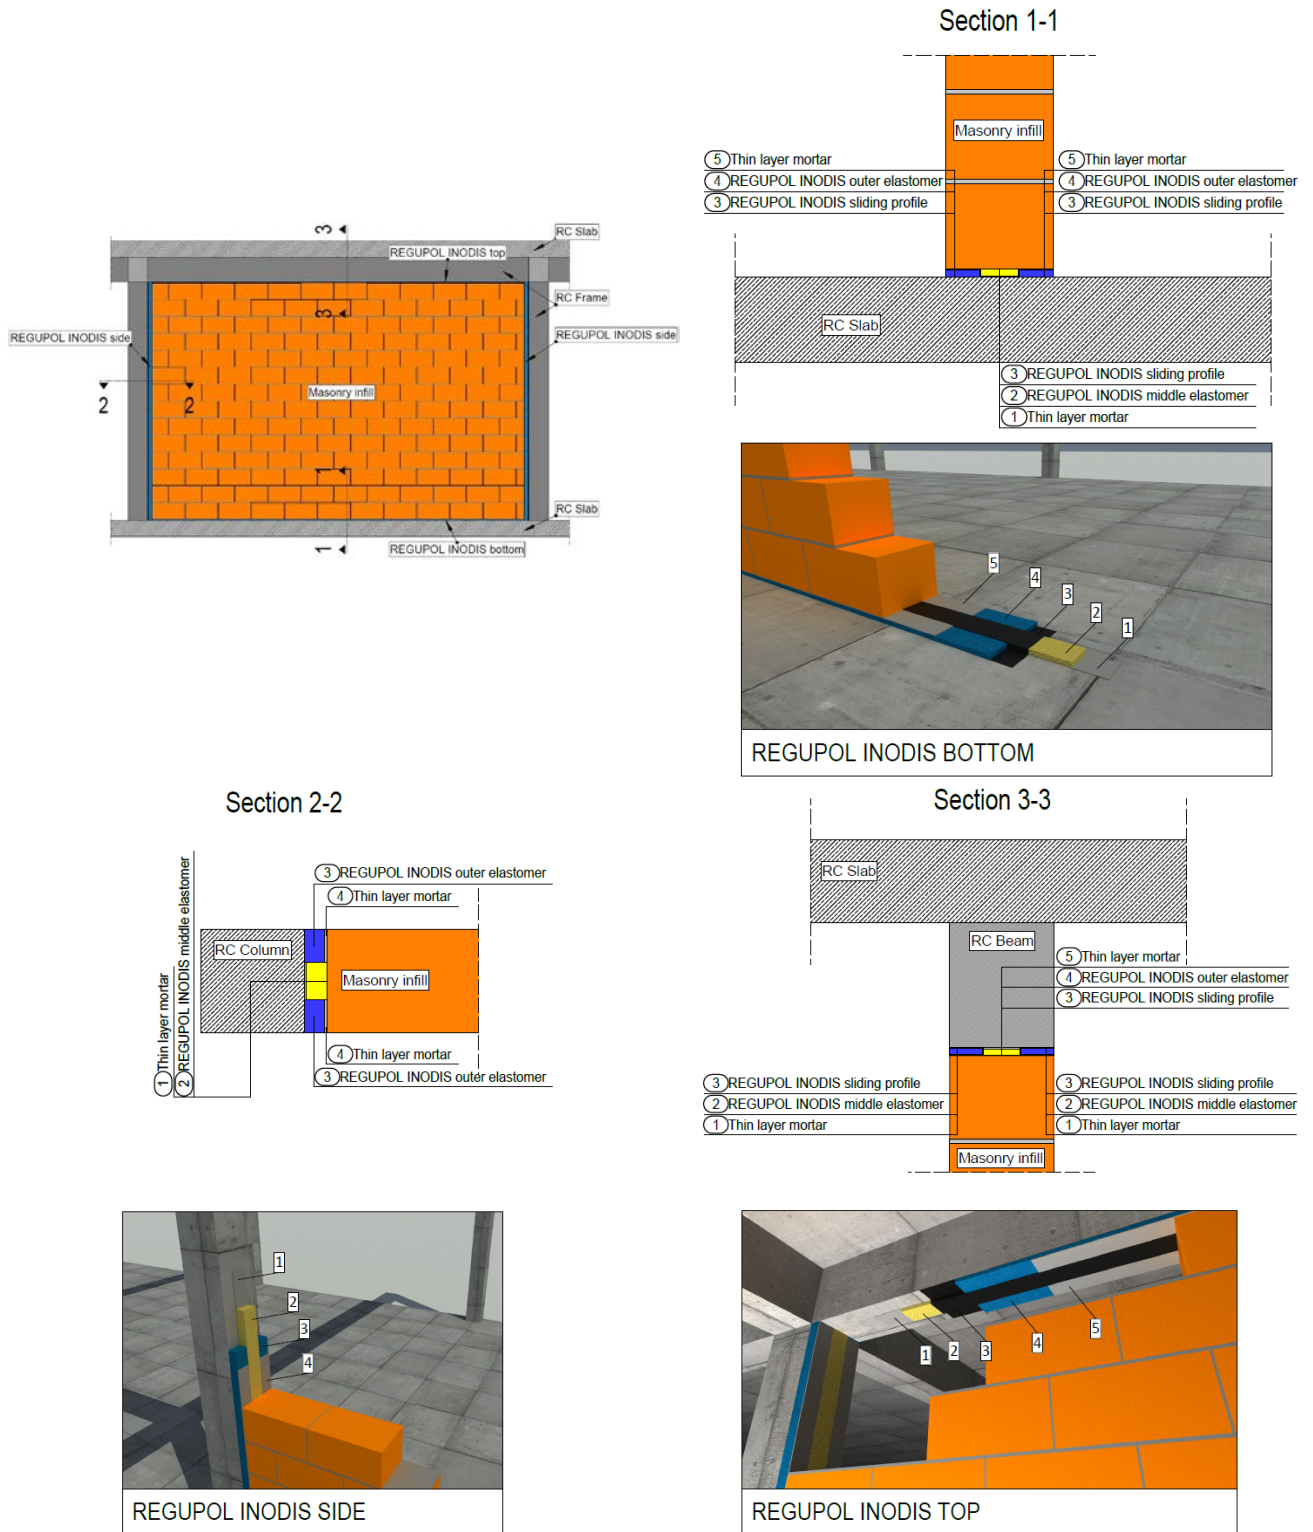 Section 1-1
Masonry infill
5 Thin layer mortar
4 REGUPOL INODIS outer elastomer
3 REGUPOL INODIS sliding profile
5 Thin layer mortar
4 REGUPOL INODIS outer elastomer
3 REGUPOL INODIS sliding profile
RC Slab
3 REGUPOL INODIS sliding profile
2 REGUPOL INODIS middle elastomer
1 Thin layer mortar
3
RC Slab
REGUPOL INODIS top
RC Frame
3
REGUPOL INODIS side
REGUPOL INODIS side
Masonry infill
2
2
1
RC Slab
1
REGUPOL INODIS bottom
5
4
3
2
1
REGUPOL INODIS BOTTOM
Section 2-2
1 Thin layer mortar
2 REGUPOL INODIS middle elastomer
3 REGUPOL INODIS outer elastomer
4 Thin layer mortar
RC Column
Masonry infill
4 Thin layer mortar
3 REGUPOL INODIS outer elastomer
Section 3-3
RC Slab
RC Beam
5 Thin layer mortar
4 REGUPOL INODIS outer elastomer
3 REGUPOL INODIS sliding profile
3 REGUPOL INODIS sliding profile
2 REGUPOL INODIS middle elastomer
1 Thin layer mortar
3 REGUPOL INODIS sliding profile
2 REGUPOL INODIS middle elastomer
1 Thin layer mortar
Masonry infill
1
2
3
4
REGUPOL INODIS SIDE
1
2
3
4
5
REGUPOL INODIS TOP